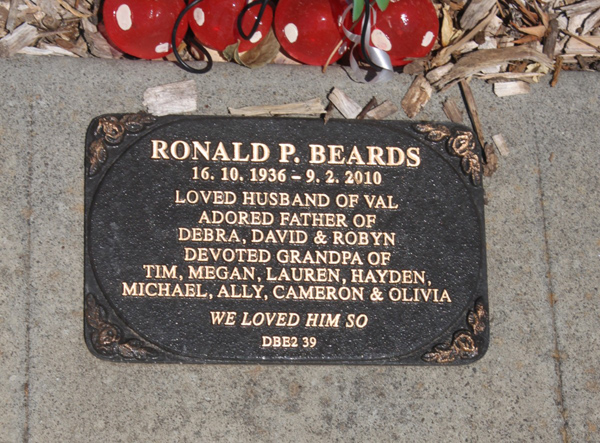 RONALD P. BEARDS
16. 10. 1936 – 9. 2. 2010
LOVED HUSBAND OF VAL
ADORED FATHER OF
DEBRA, DAVID & ROBYN
DEVOTED GRANDPA OF
TIM, MEGAN, LAUREN, HAYDEN,
MICHAEL, ALLY, CAMERON & OLIVIA
WE LOVED HIM SO
DBE2 39